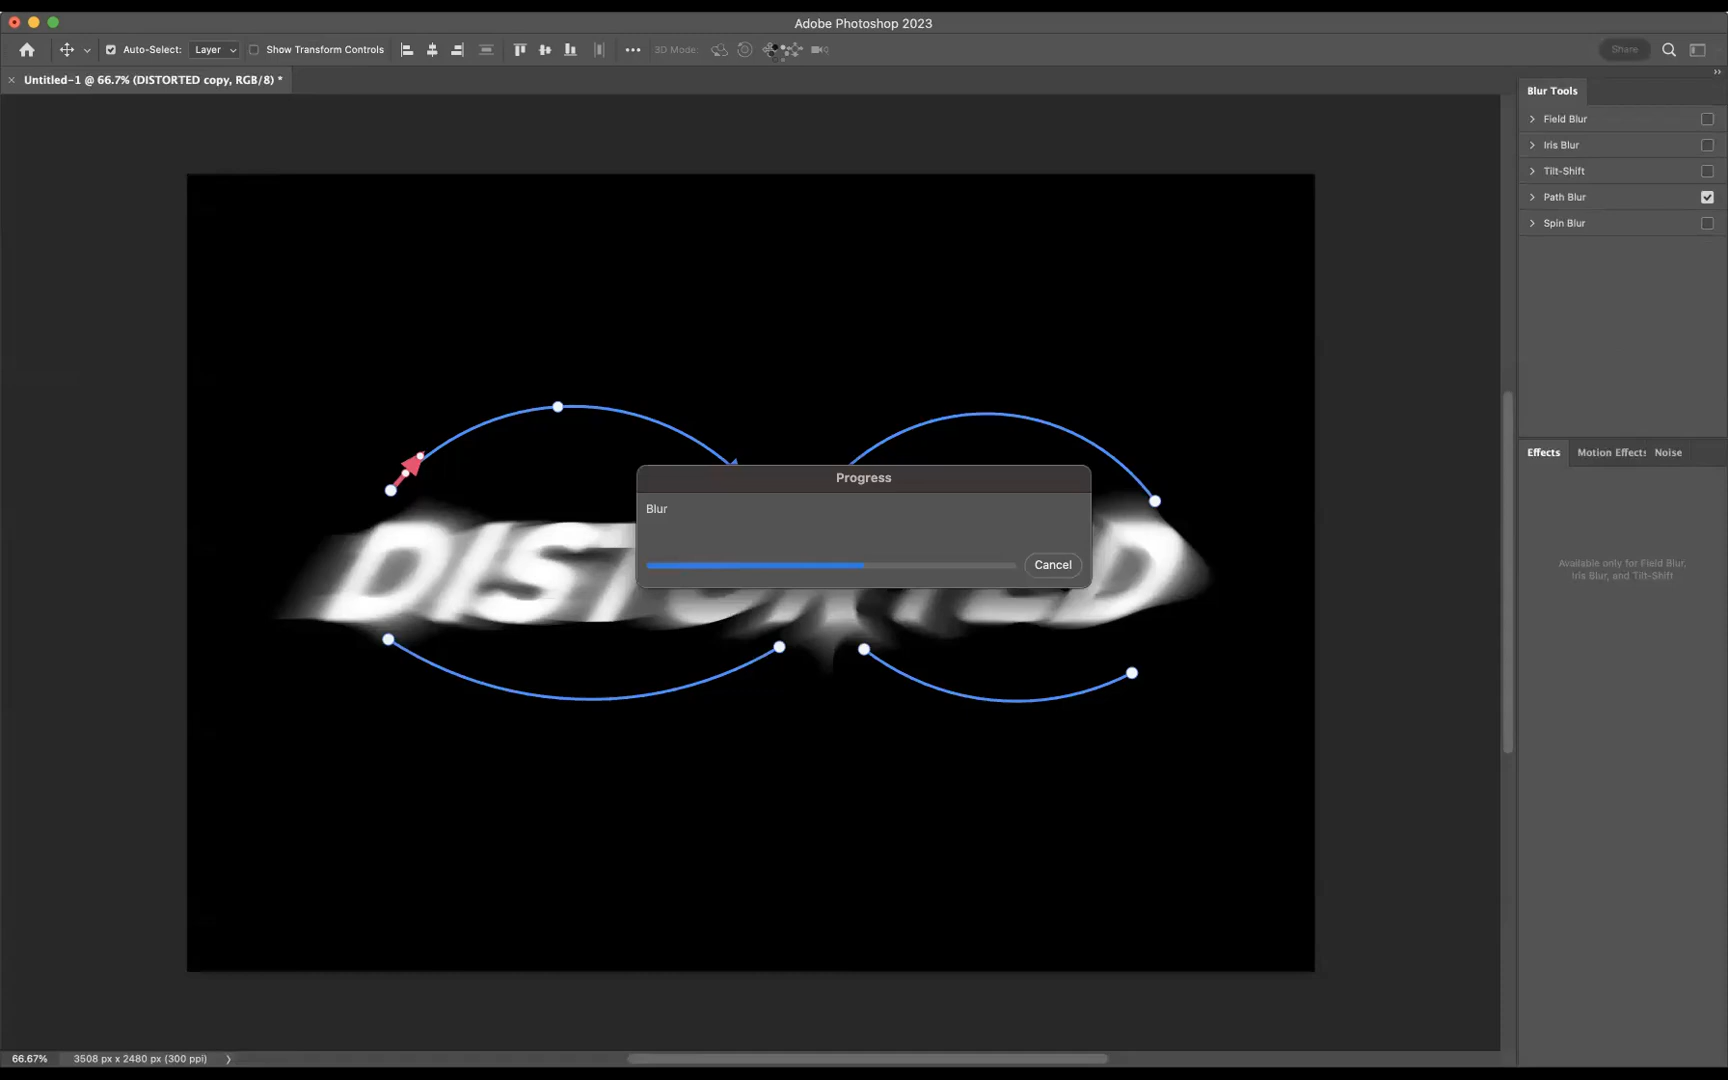 Adobe Photoshop 2023
Auto-Select: Layer Show Transform Controls 3D Mode: Share
Untitled-1 @ 66.7% (DISTORTED copy, RGB/8) *
Blur Tools
Field Blur
Iris Blur
Tilt-Shift
Path Blur
Spin Blur
Effects Motion Effects Noise
Available only for Field Blur,
Iris Blur, and Tilt-Shift
Progress
Blur
Cancel
DISTORTED
66.67% 3508 px x 2480 px (300 ppi)